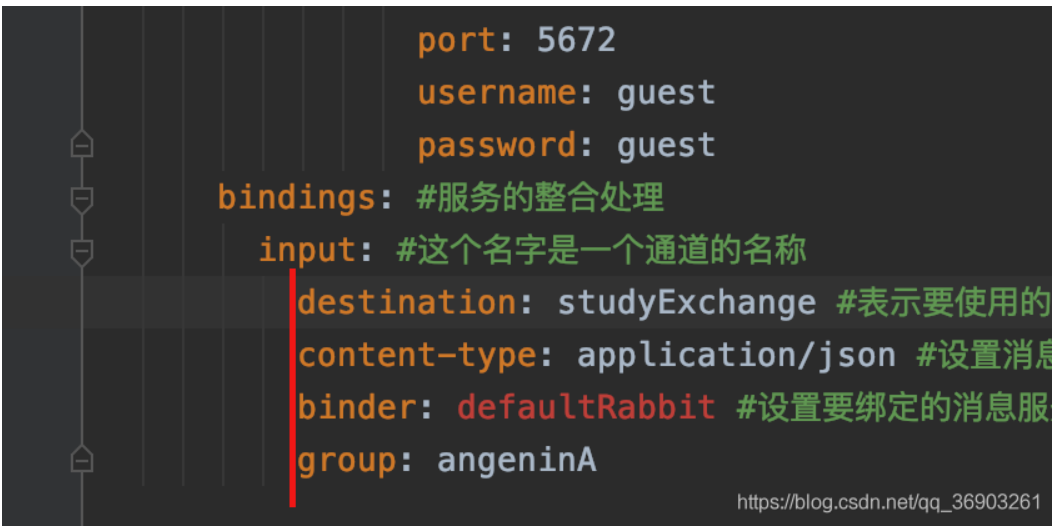 port: 5672
username: guest
password: guest
bindings: #服务的整合处理
input: #这个名字是一个通道的名称
destination: studyExchange #表示要使用的
content-type: application/json #设置消息
binder: defaultRabbit #设置要绑定的消息服
group: angeninA
https://blog.csdn.net/qq_36903261